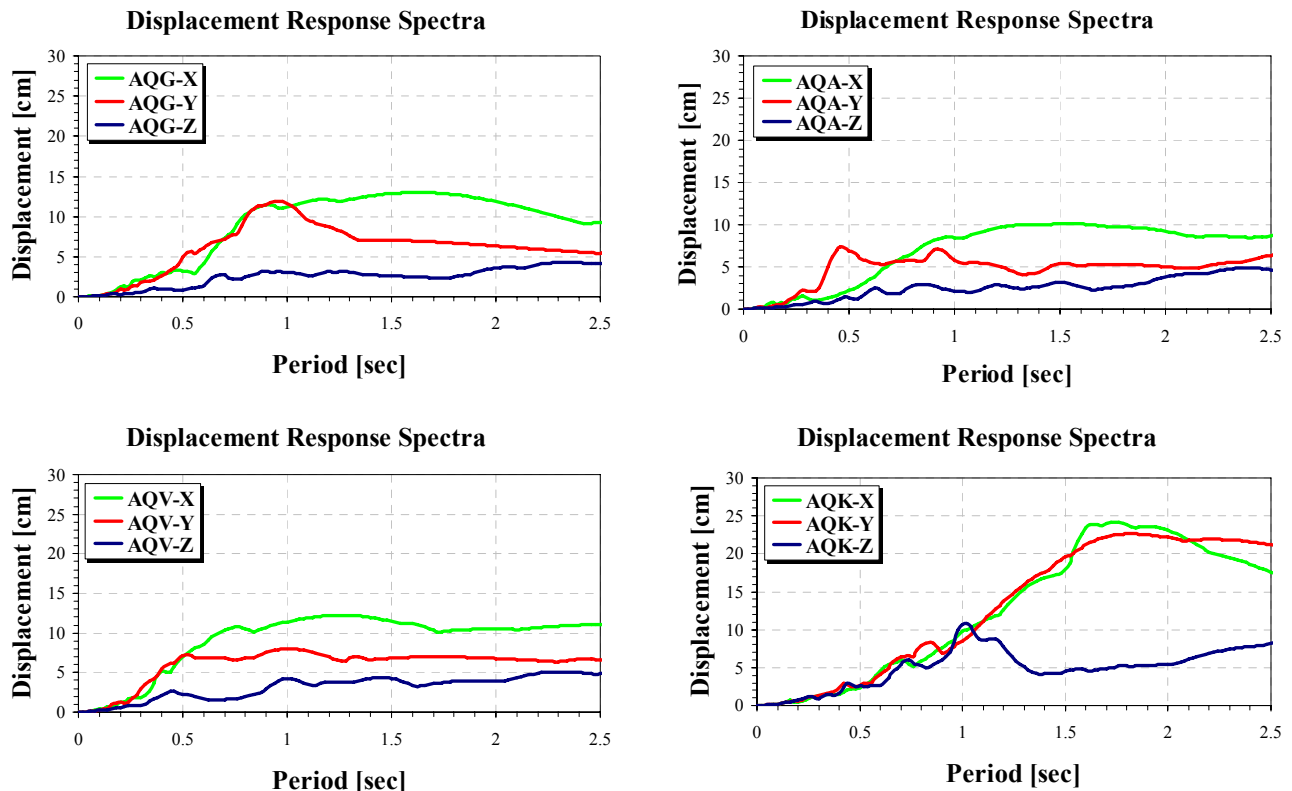 Displacement Response Spectra
30
25
20
15
10
5
0
0 0.5 1 1.5 2 2.5
Displacement [cm]
Period [sec]
AQG-X
AQG-Y
AQG-Z
Displacement Response Spectra
30
25
20
15
10
5
0
0 0.5 1 1.5 2 2.5
Displacement [cm]
Period [sec]
AQA-X
AQA-Y
AQA-Z
Displacement Response Spectra
30
25
20
15
10
5
0
0 0.5 1 1.5 2 2.5
Displacement [cm]
Period [sec]
AQV-X
AQV-Y
AQV-Z
Displacement Response Spectra
30
25
20
15
10
5
0
0 0.5 1 1.5 2 2.5
Displacement [cm]
Period [sec]
AQK-X
AQK-Y
AQK-Z